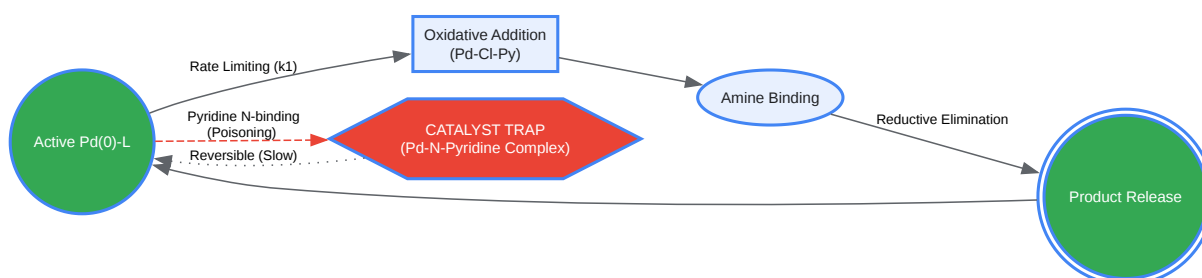 Oxidative Addition
(Pd-Cl-Py)
Rate Limiting (k1)
Amine Binding
Pyridine N-binding
(Poisoning)
Reductive Elimination
CATALYST TRAP
(Pd-N-Pyridine Complex)
Active Pd(0)-L
Reversible (Slow)
Product Release